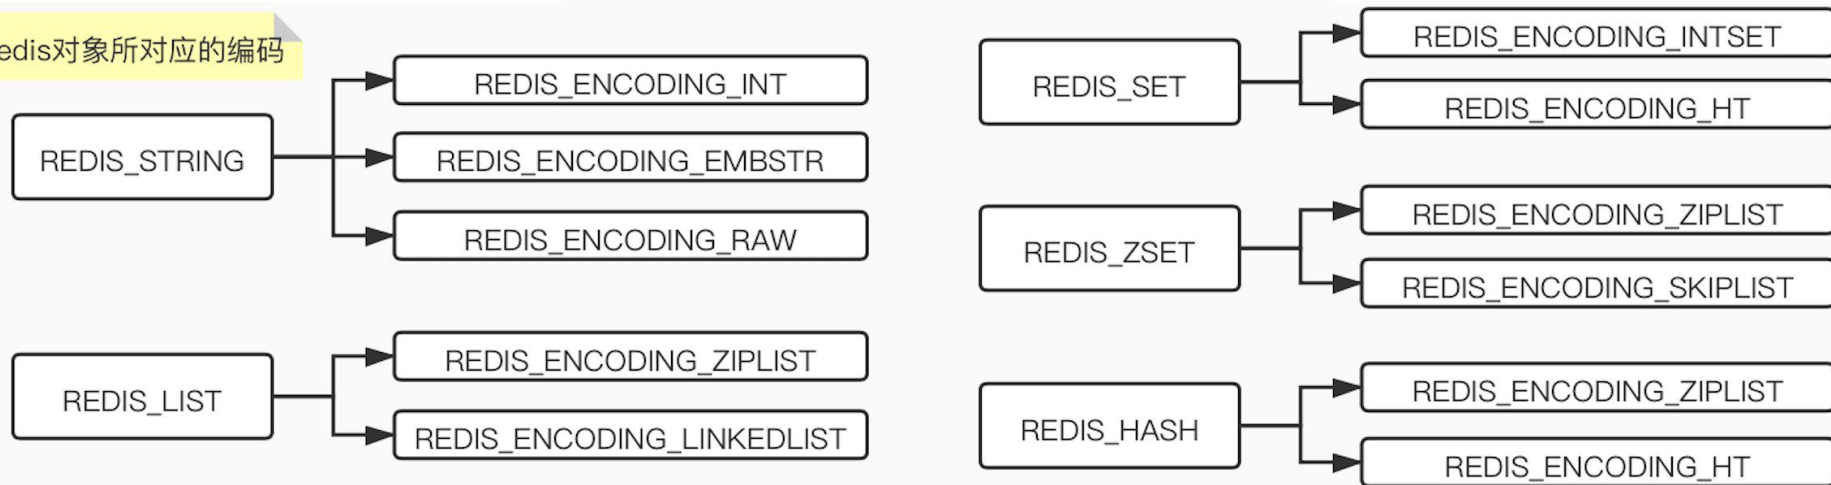 edis对象所对应的编码
REDIS_STRING
REDIS_ENCODING_INT
REDIS_ENCODING_EMBSTR
REDIS_ENCODING_RAW
REDIS_LIST
REDIS_ENCODING_ZIPLIST
REDIS_ENCODING_LINKEDLIST
REDIS_SET
REDIS_ENCODING_INTSET
REDIS_ENCODING_HT
REDIS_ZSET
REDIS_ENCODING_ZIPLIST
REDIS_ENCODING_SKIPLIST
REDIS_HASH
REDIS_ENCODING_ZIPLIST
REDIS_ENCODING_HT